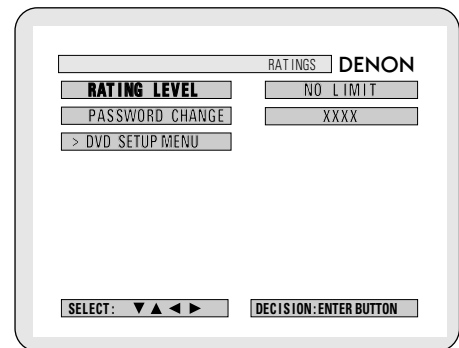 RATINGS DENON
RATING LEVEL NO LIMIT
PASSWORD CHANGE XXXX
> DVD SETUP MENU
SELECT: ▼ ▲ ◄ ► DECISION:ENTER BUTTON